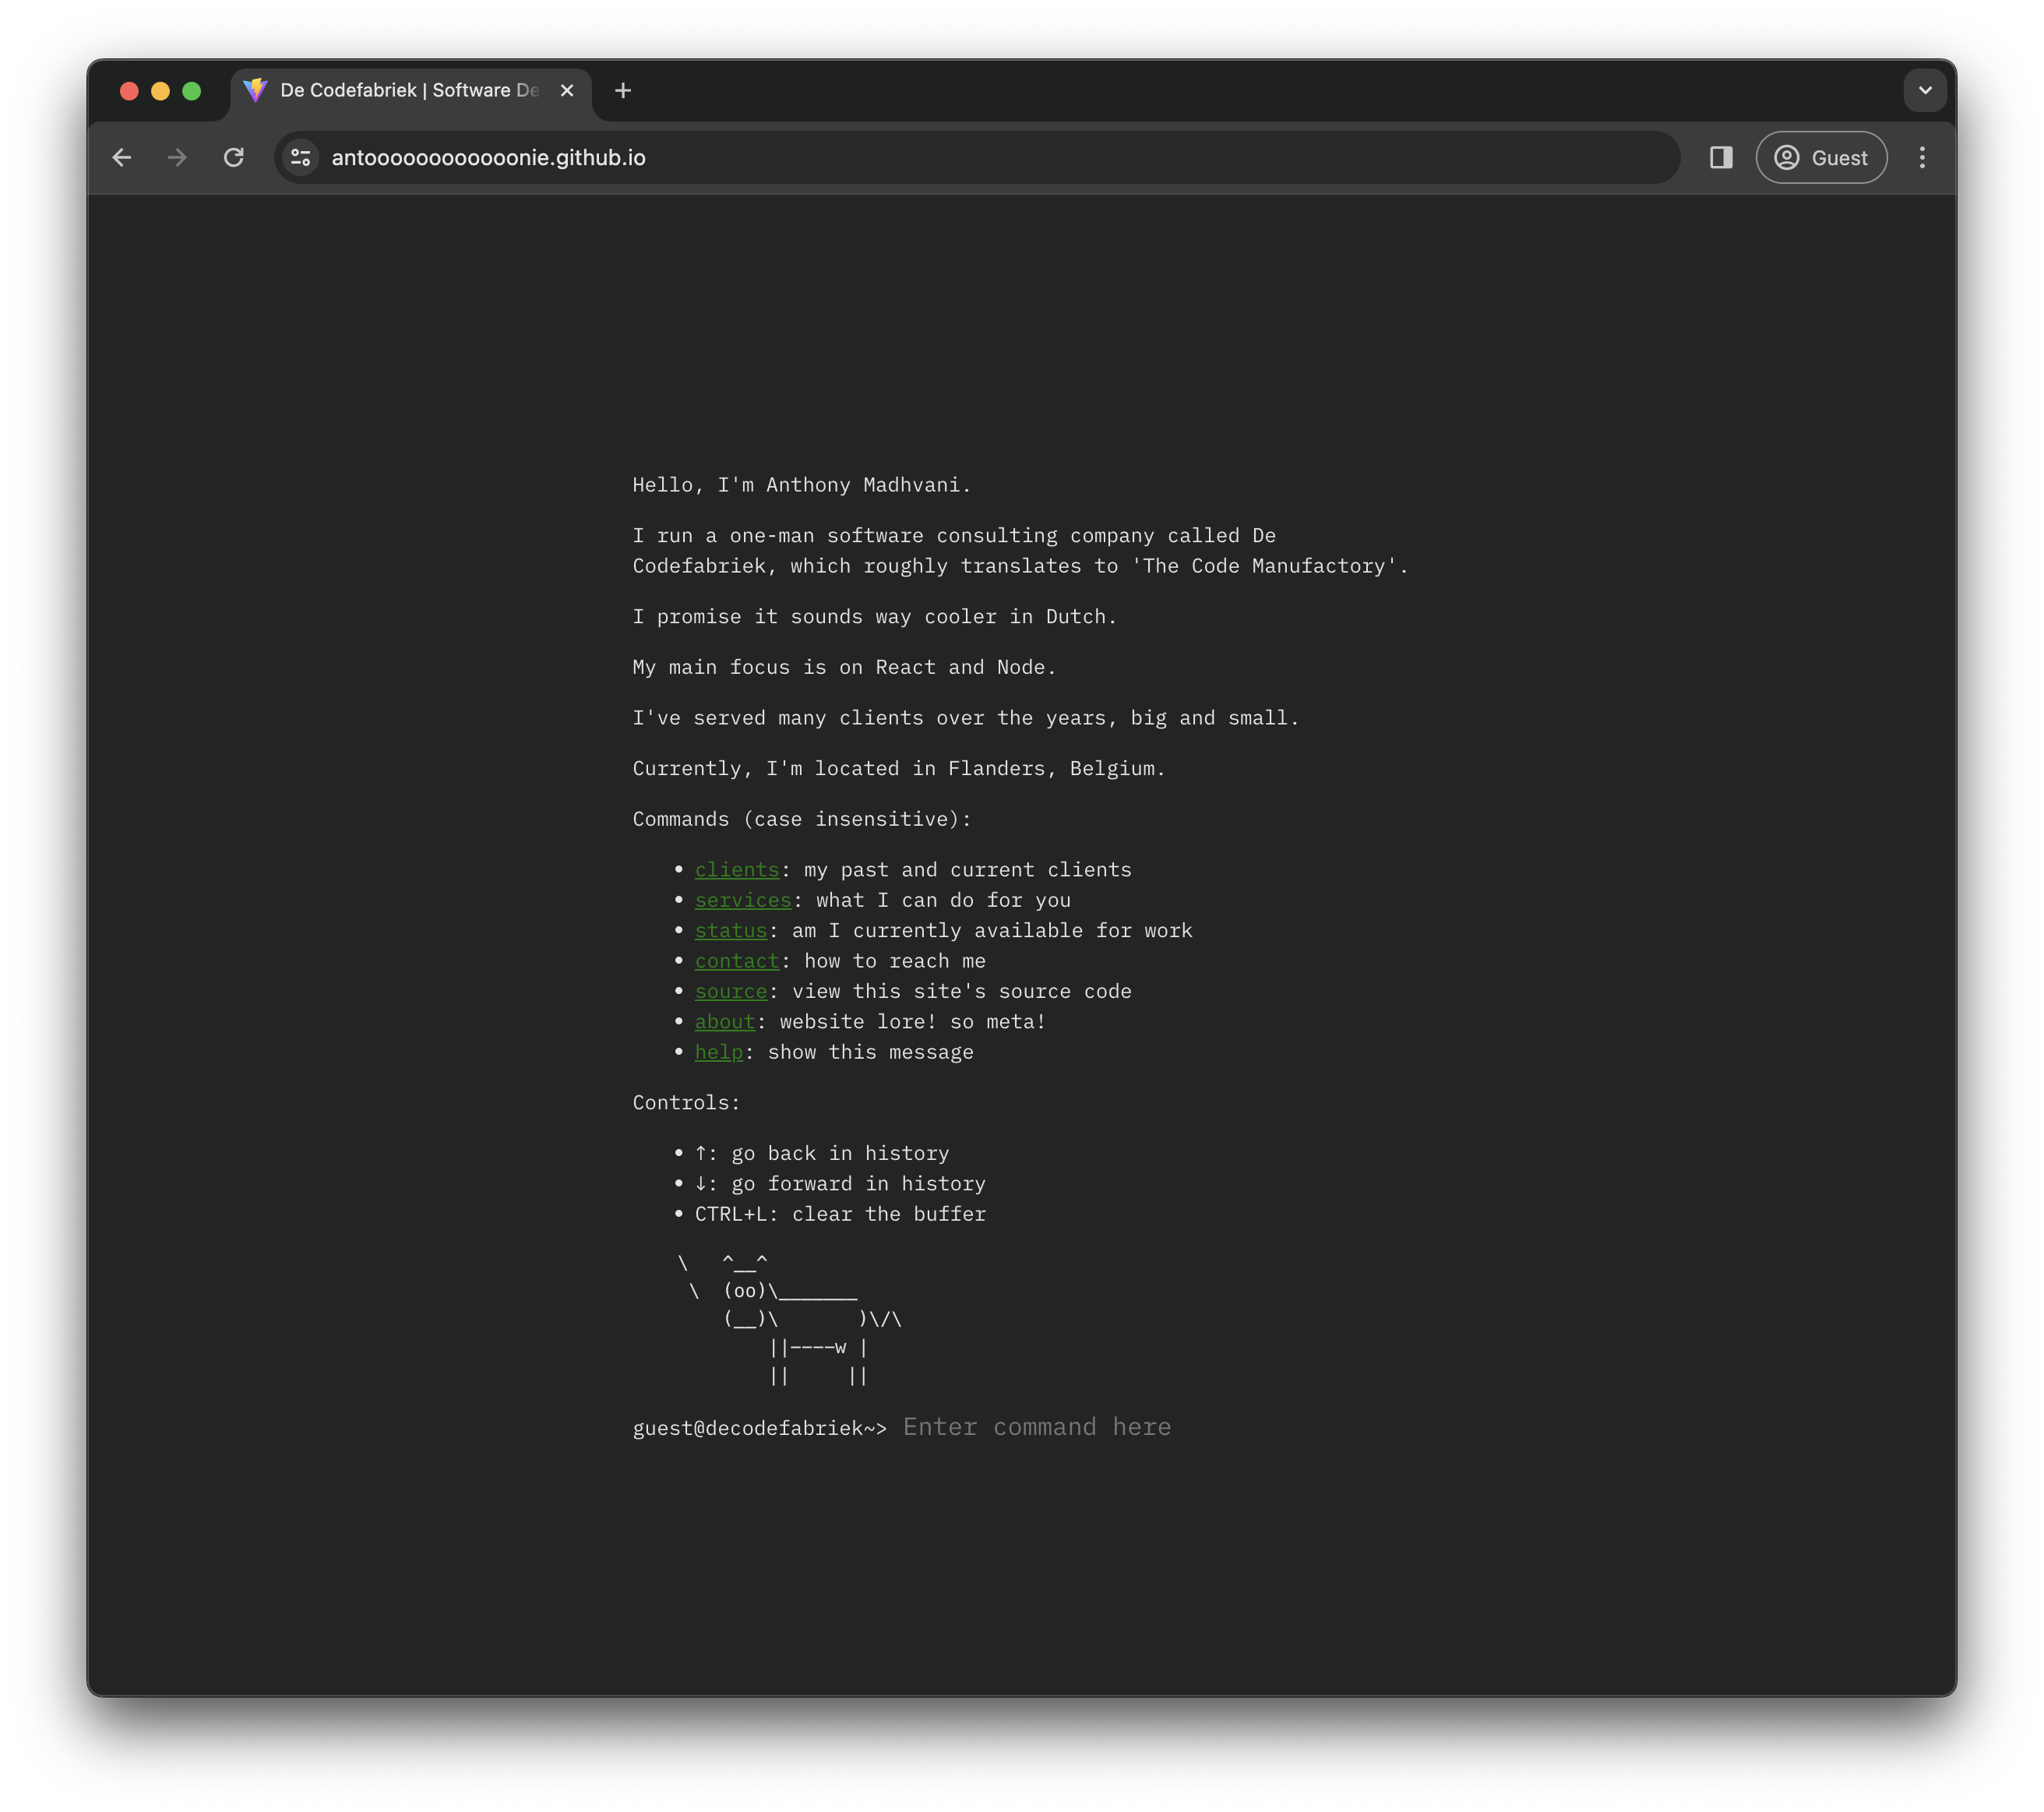 De Codefabriek | Software De
antoooooooooooonie.github.io
Guest
Hello, I'm Anthony Madhvani.
I run a one-man software consulting company called De
Codefabriek, which roughly translates to 'The Code Manufactory'.
I promise it sounds way cooler in Dutch.
My main focus is on React and Node.
I've served many clients over the years, big and small.
Currently, I'm located in Flanders, Belgium.
Commands (case insensitive):
• clients: my past and current clients
• services: what I can do for you
• status: am I currently available for work
• contact: how to reach me
• source: view this site's source code
• about: website lore! so meta!
• help: show this message
Controls:
• ↑: go back in history
• ↓: go forward in history
• CTRL+L: clear the buffer
\   ^__^
 \  (oo)\_______
    (__)\       )\/\
        ||----w |
        ||     ||
guest@decodefabriek~> Enter command here